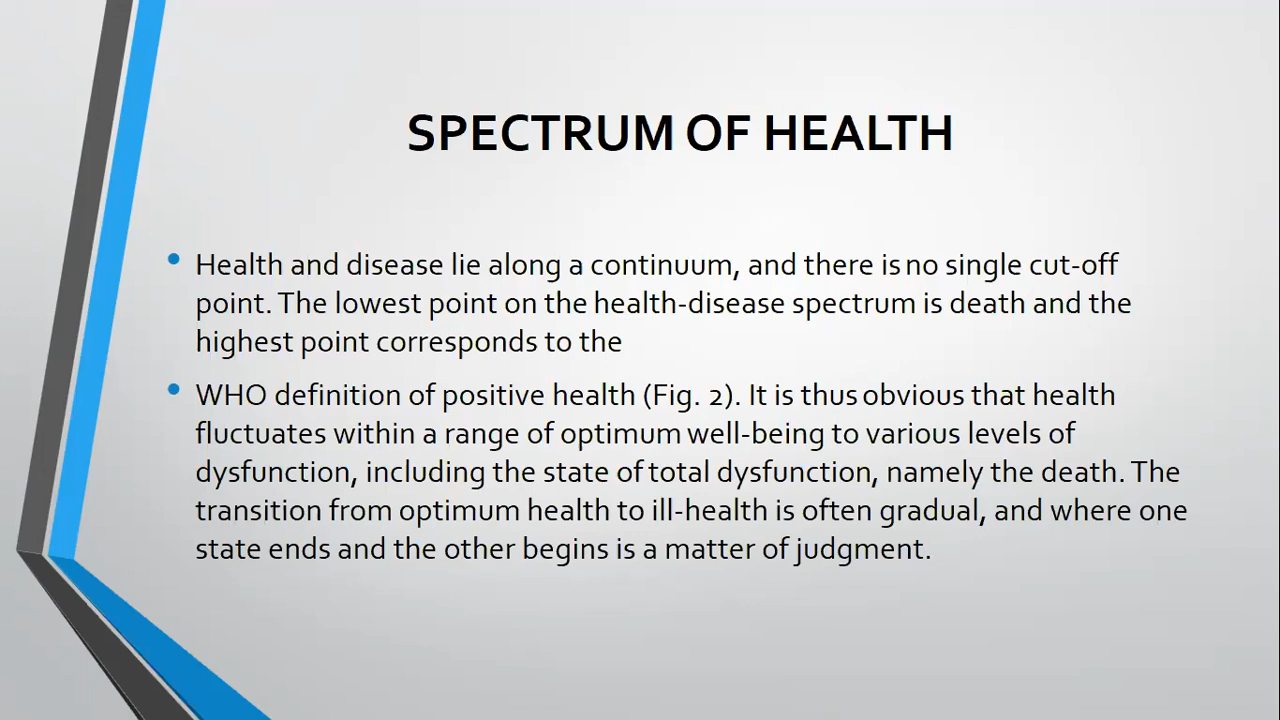 SPECTRUM OF HEALTH
• Health and disease lie along a continuum, and there is no single cut-off
point. The lowest point on the health-disease spectrum is death and the
highest point corresponds to the
• WHO definition of positive health (Fig. 2). It is thus obvious that health
fluctuates within a range of optimum well-being to various levels of
dysfunction, including the state of total dysfunction, namely the death. The
transition from optimum health to ill-health is often gradual, and where one
state ends and the other begins is a matter of judgment.